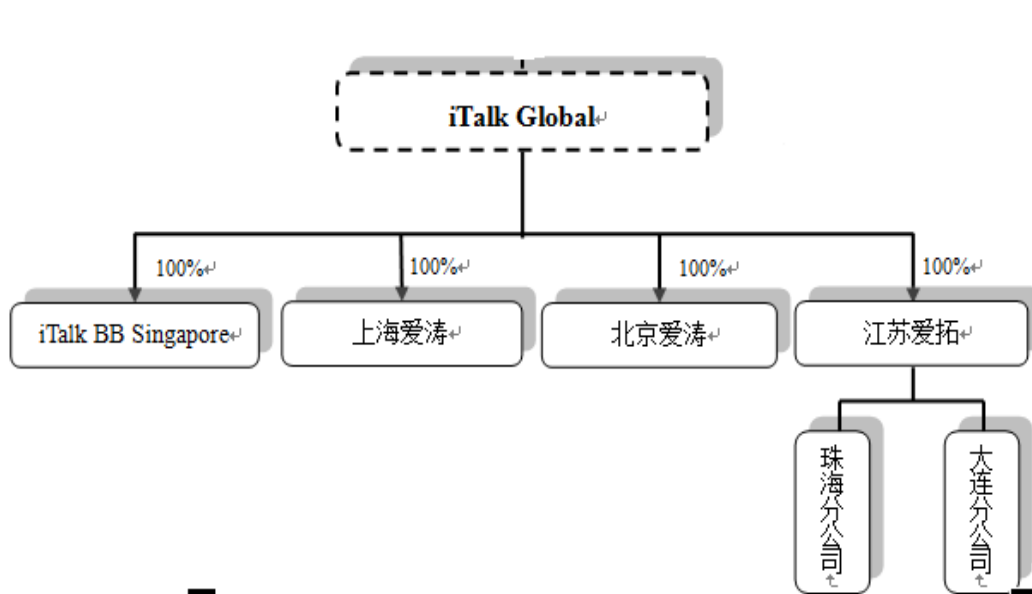 iTalk Global
100%
100%
100%
100%
iTalk BB Singapore
上海爱涛
北京爱涛
江苏爱拓
珠海分公司
大连分公司